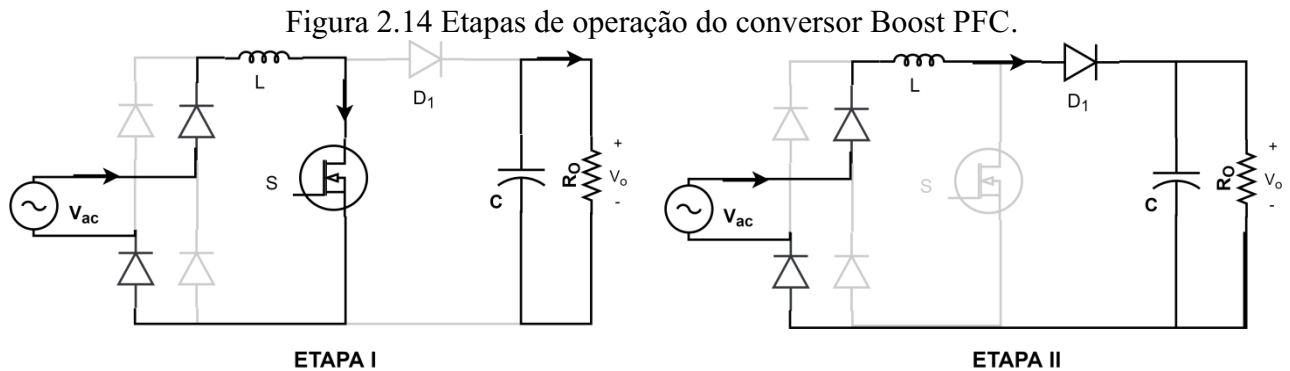 Figura 2.14 Etapas de operação do conversor Boost PFC.
L
D1
S
Vac
C
RO
+
Vo
-
ETAPA I
L
D1
S
Vac
C
RO
+
Vo
-
ETAPA II